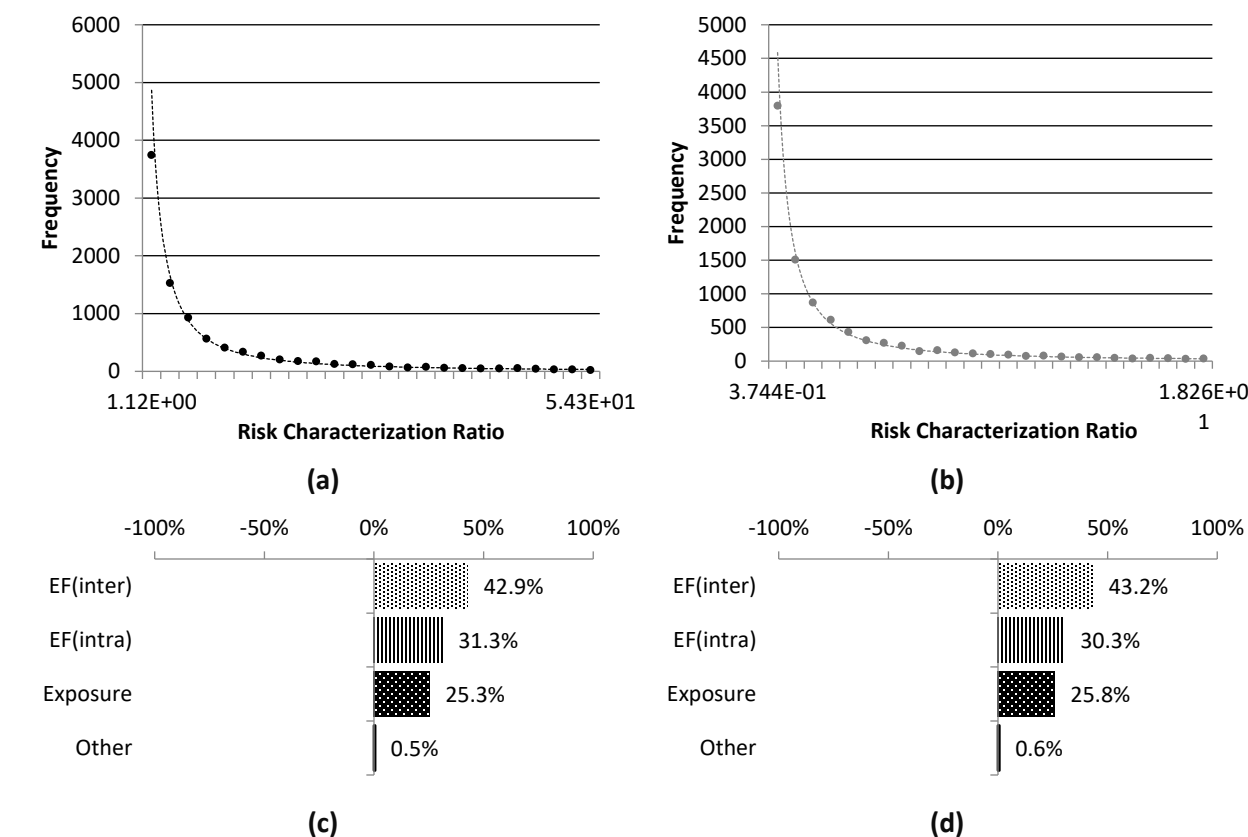 6000
5000
4000
3000
2000
1000
0
Frequency
1.12E+00
5.43E+01
Risk Characterization Ratio
(a)
5000
4500
4000
3500
3000
2500
2000
1500
1000
500
0
Frequency
3.744E-01
1.826E+0
1
Risk Characterization Ratio
(b)
-100% -50% 0% 50% 100%
EF(inter) 42.9%
EF(intra) 31.3%
Exposure 25.3%
Other 0.5%
(c)
-100% -50% 0% 50% 100%
EF(inter) 43.2%
EF(intra) 30.3%
Exposure 25.8%
Other 0.6%
(d)